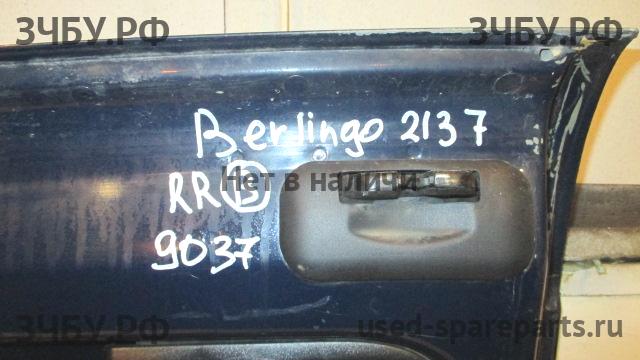 ЗЧБУ.РФ ЗЧБУ.РФ
Berlingo 2137
Нет в наличии
RR
9037
ЗЧБУ.РФ used-spareparts.ru